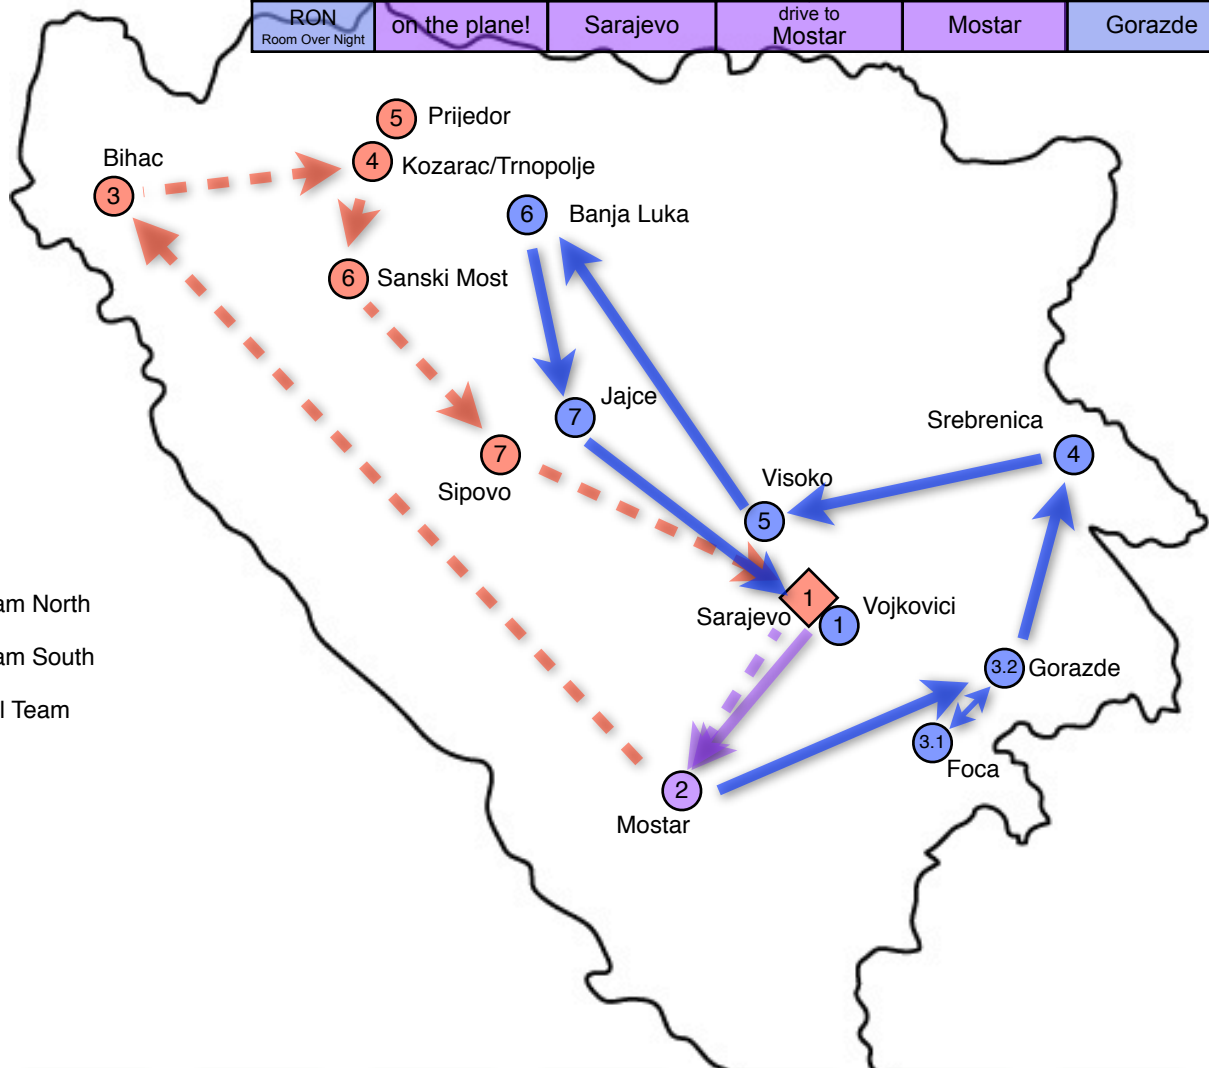 RON
Room Over Night
on the plane!
Sarajevo
drive to
Mostar
Mostar
Gorazde
5 Prijedor
Bihac
4 Kozarac/Trnopolje
3
6 Banja Luka
6 Sanski Most
Jajce
7
Srebrenica
4
7
Visoko
Sipovo
5
am North
1
Vojkovici
Sarajevo
1
am South
3.2 Gorazde
l Team
3.1
Foca
2
Mostar